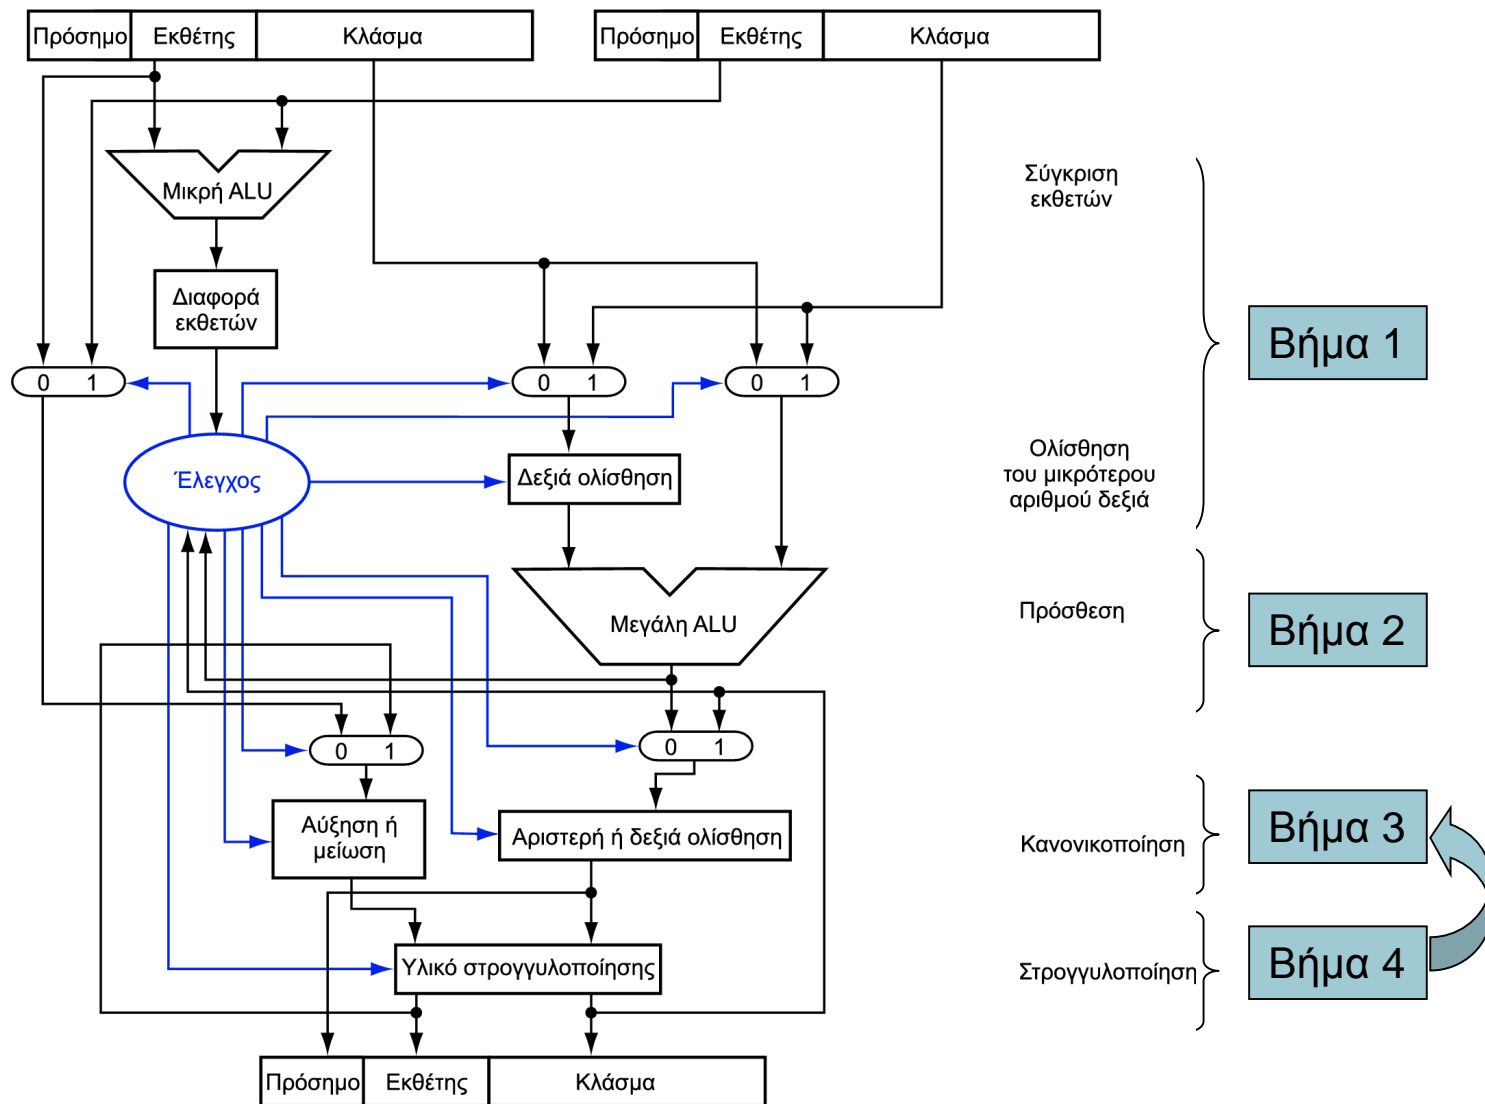 Πρόσημο Εκθέτης Κλάσμα Πρόσημο Εκθέτης Κλάσμα
Μικρή ALU
Σύγκριση
εκθετών
Διαφορά
εκθετών
Βήμα 1
0 1 0 1 0 1
Έλεγχος
Δεξιά ολίσθηση
Ολίσθηση
του μικρότερου
αριθμού δεξιά
Μεγάλη ALU
Πρόσθεση
Βήμα 2
0 1 0 1
Αύξηση ή
μείωση
Αριστερή ή δεξιά ολίσθηση
Κανονικοποίηση
Βήμα 3
Υλικό στρογγυλοποίησης
Στρογγυλοποίηση
Βήμα 4
Πρόσημο Εκθέτης Κλάσμα